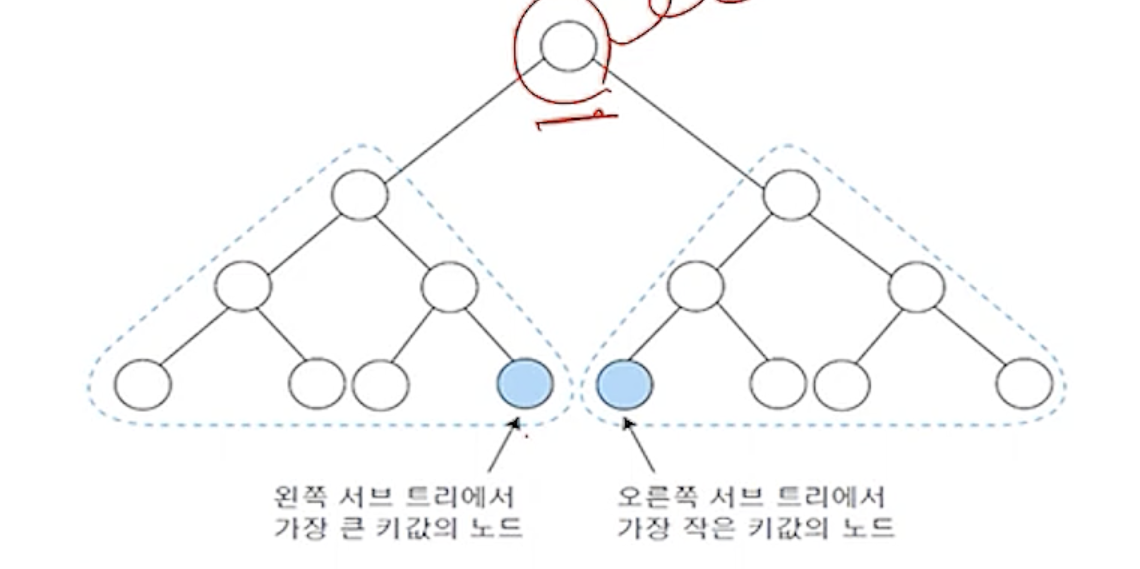 왼쪽 서브 트리에서
가장 큰 키값의 노드
오른쪽 서브 트리에서
가장 작은 키값의 노드